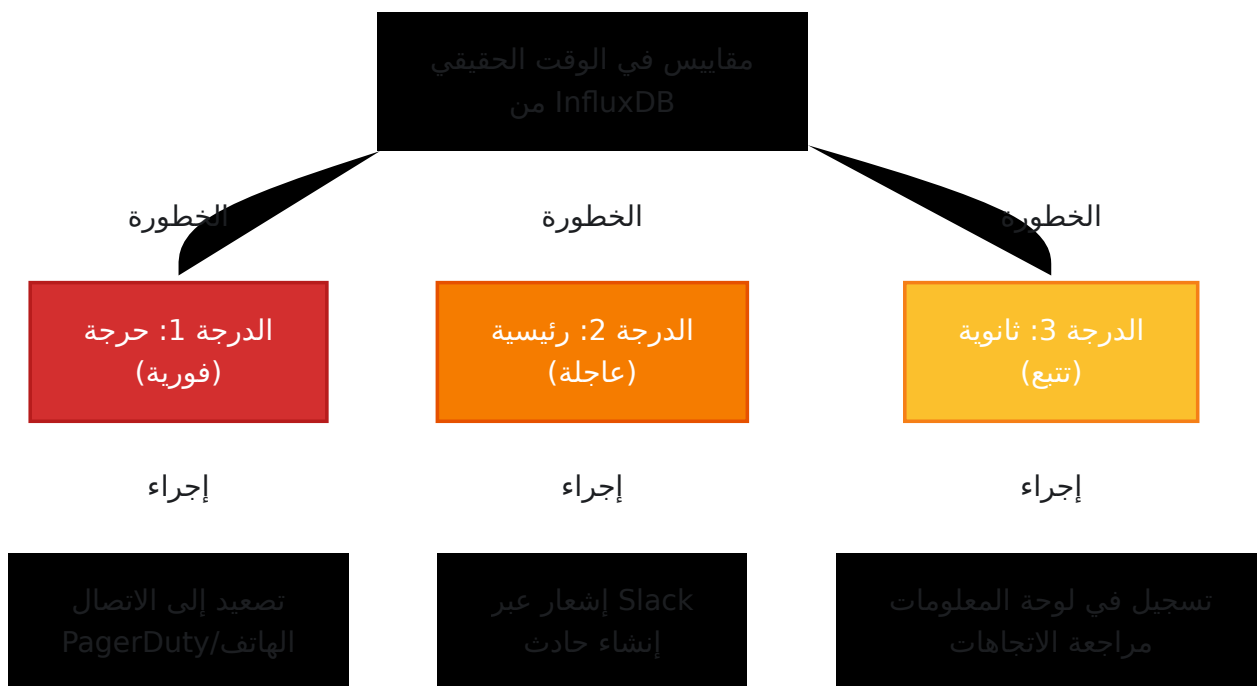 مقاييس في الوقت الحقيقي
من InfluxDB
الخطورة
الخطورة
الخطورة
الدرجة 1: حرجة
(فورية)
الدرجة 2: رئيسية
(عاجلة)
الدرجة 3: ثانوية
(تتبع)
إجراء
إجراء
إجراء
تصعيد إلى الاتصال
الهاتف/PagerDuty
إشعار عبر Slack
إنشاء حادث
تسجيل في لوحة المعلومات
مراجعة الاتجاهات